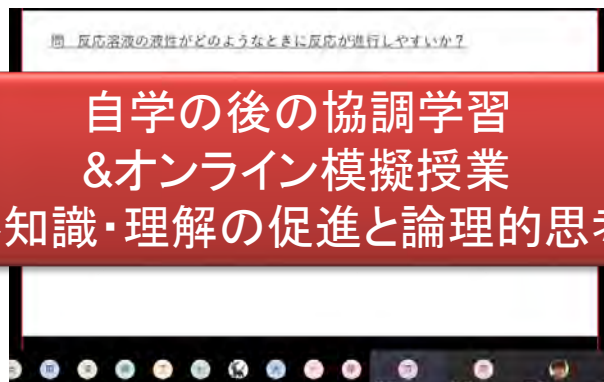 問　反応溶液の液性がどのようなときに反応が進行しやすいか？
自学の後の協調学習
&オンライン模擬授業
知識・理解の促進と論理的思